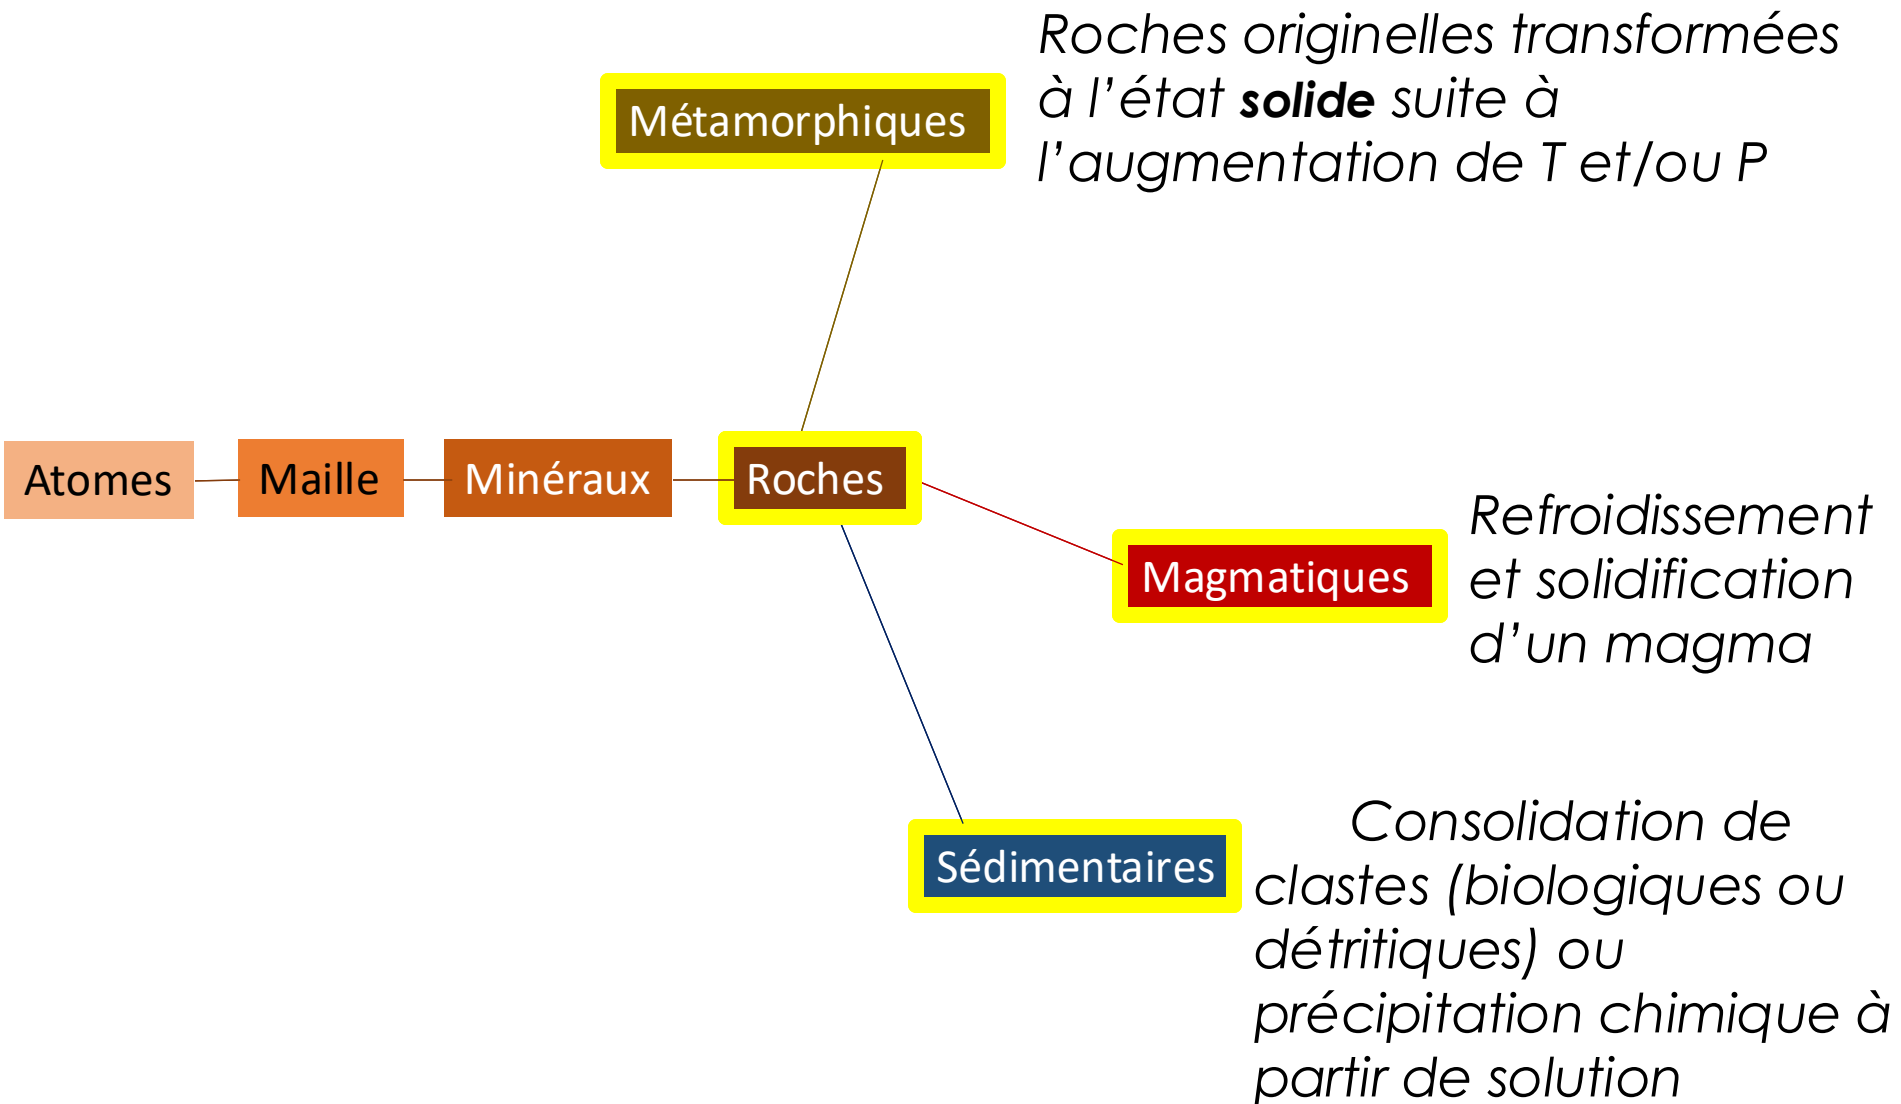 Roches originelles transformées
à l’état solide suite à
l’augmentation de T et/ou P
Métamorphiques
Atomes
Maille
Minéraux
Roches
Magmatiques
Refroidissement
et solidification
d’un magma
Sédimentaires
Consolidation de
clastes (biologiques ou
détritiques) ou
précipitation chimique à
partir de solution